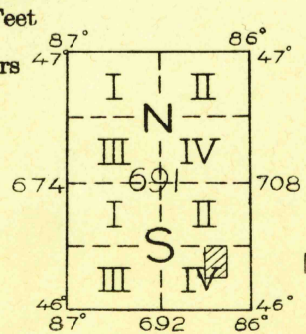 Feet
87° 86°
47° 47°
rs
I II
N
III IV
674 691 708
I II
S
III IV
46° 46°
87° 692 86°